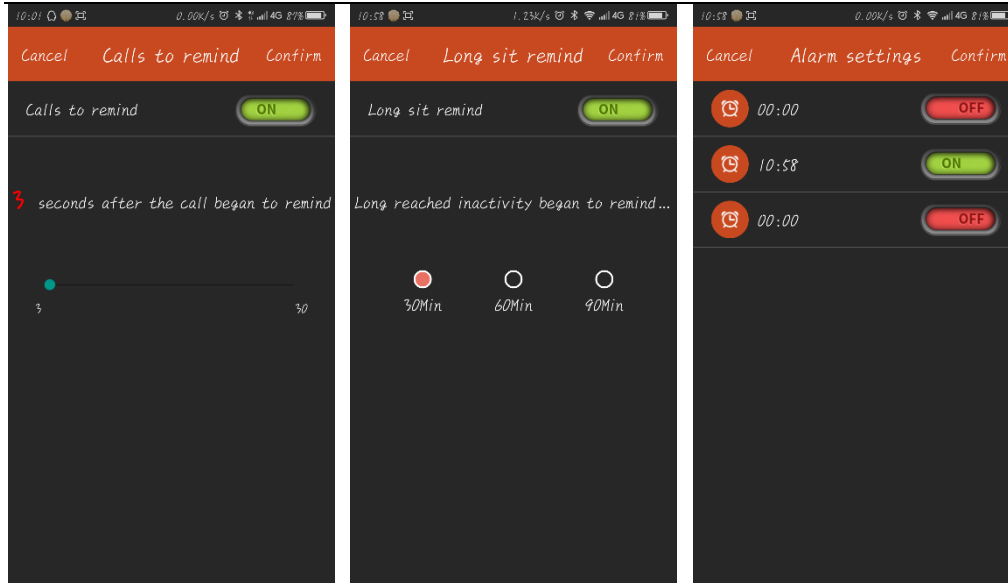 10:01 0.00K/s 4G 87%
Cancel Calls to remind Confirm
Calls to remind ON
3 seconds after the call began to remind
3 30
10:58 1.23K/s 4G 81%
Cancel Long sit remind Confirm
Long sit remind ON
Long reached inactivity began to remind...
30Min 60Min 90Min
10:58 0.00K/s 4G 81%
Cancel Alarm settings Confirm
00:00 OFF
10:58 ON
00:00 OFF